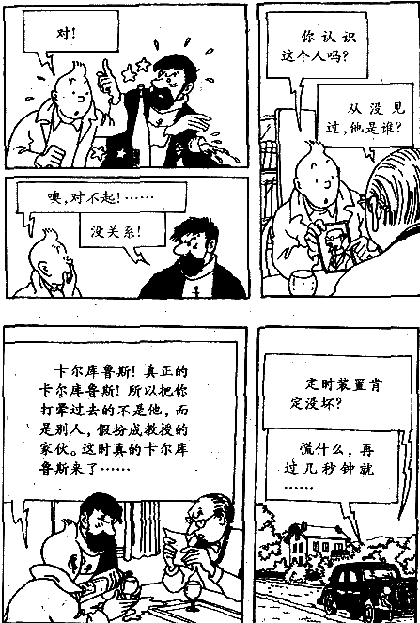 对!
噢,对不起!……
没关系!
你认识
这个人吗?
从没见
过,他是谁?
卡尔库鲁斯!真正的
卡尔库鲁斯!所以把你
打晕过去的不是他,而
是别人,假扮成教授的
家伙。这时真的卡尔库
鲁斯来了……
定时装置肯
定没坏?
慌什么,再
过几秒钟就
……